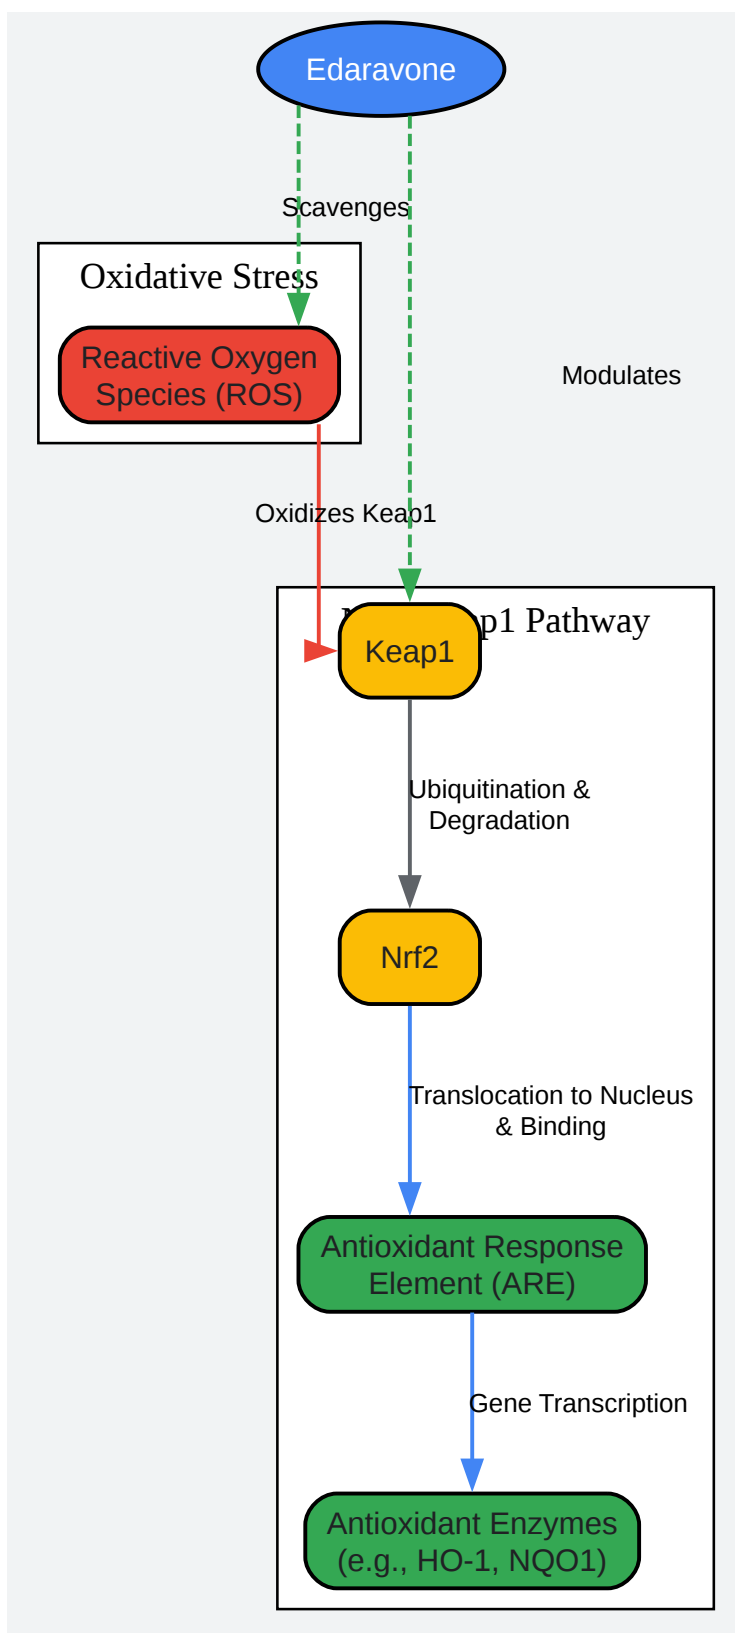 Edaravone
Scavenges
Oxidative Stress
Reactive Oxygen
Species (ROS)
Modulates
Oxidizes Keap1
Pathway
Keap1
Ubiquitination &
Degradation
Nrf2
Translocation to Nucleus
& Binding
Antioxidant Response
Element (ARE)
Gene Transcription
Antioxidant Enzymes
(e.g., HO-1, NQO1)